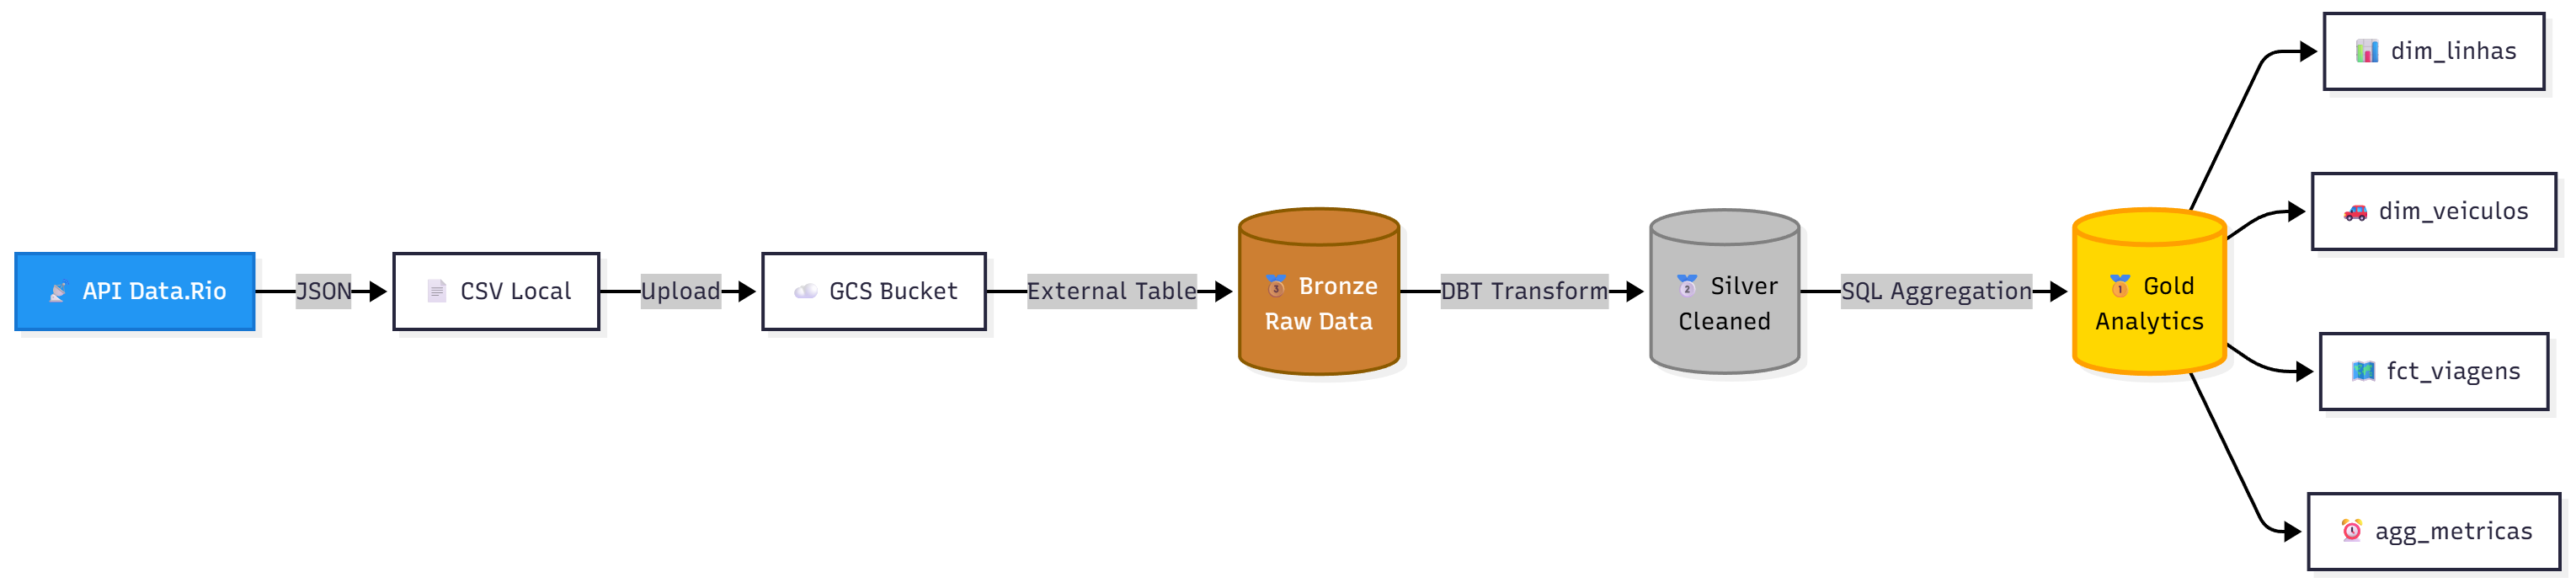 API Data.Rio
JSON
CSV Local
Upload
GCS Bucket
External Table
Bronze
Raw Data
DBT Transform
Silver
Cleaned
SQL Aggregation
Gold
Analytics
dim_linhas
dim_veiculos
fct_viagens
agg_metricas